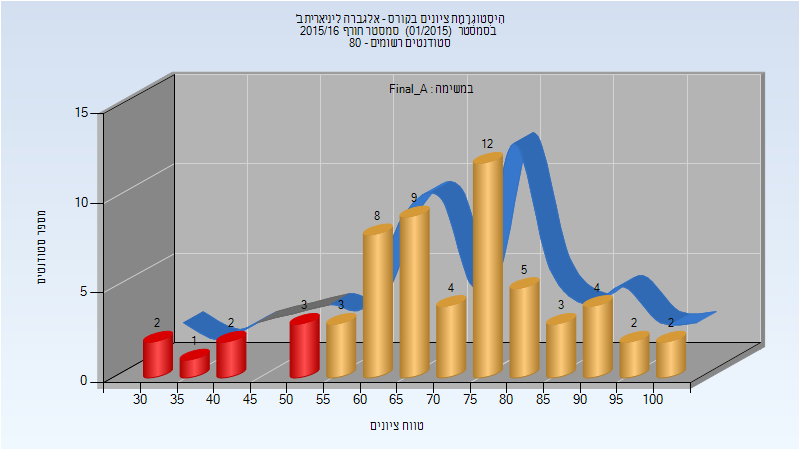 היסטוגרמת ציונים בקורס - אלגברה ליניארית ב'
בסמסטר (01/2015) סמסטר חורף 2015/16
סטודנטים רשומים - 80
במשימה : Final_A
מספר סטודנטים
15
10
5
0
2
1
2
3
3
8
9
4
12
5
3
4
2
2
30 35 40 45 50 55 60 65 70 75 80 85 90 95 100
טווח ציונים